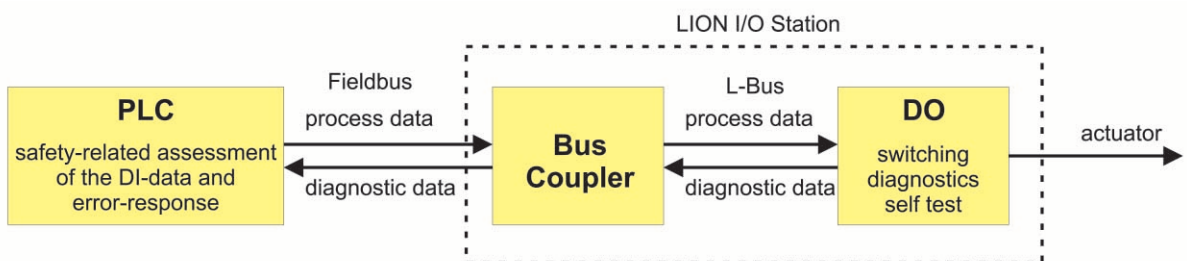 LION I/O Station
PLC
safety-related assessment
of the DI-data and
error-response
Fieldbus
process data
diagnostic data
Bus
Coupler
L-Bus
process data
diagnostic data
DO
switching
diagnostics
self test
actuator